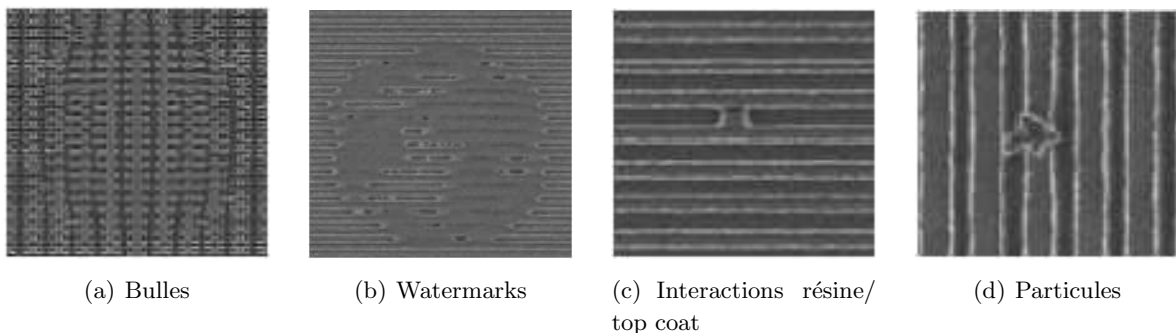 (a) Bulles
(b) Watermarks
(c) Interactions résine/
top coat
(d) Particules